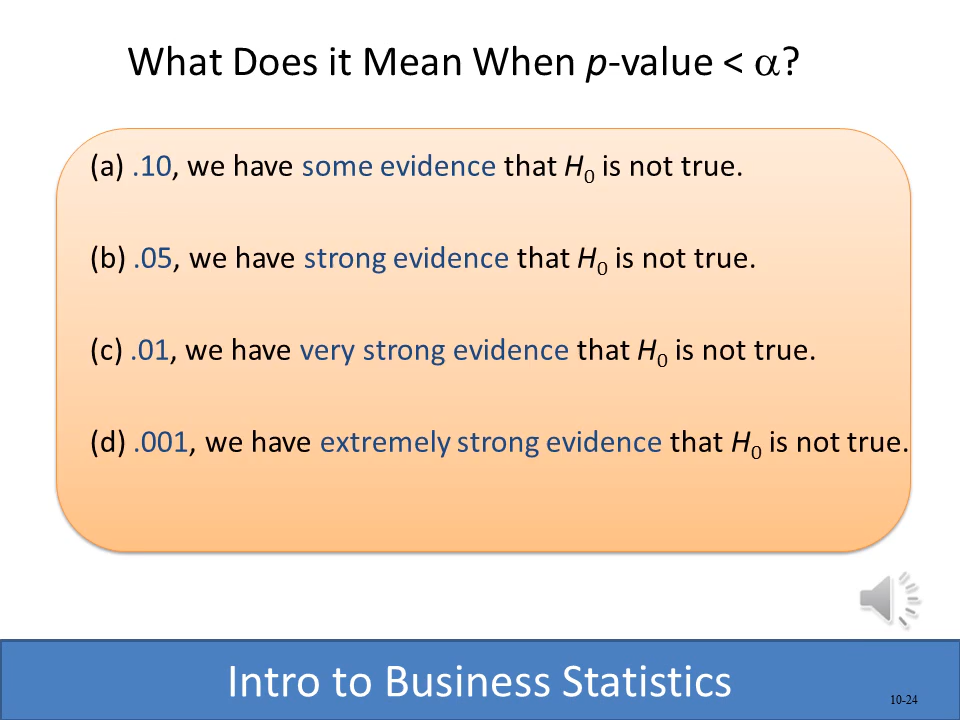 What Does it Mean When p-value < α?
(a) .10, we have some evidence that H₀ is not true.
(b) .05, we have strong evidence that H₀ is not true.
(c) .01, we have very strong evidence that H₀ is not true.
(d) .001, we have extremely strong evidence that H₀ is not true.
Intro to Business Statistics
10-24